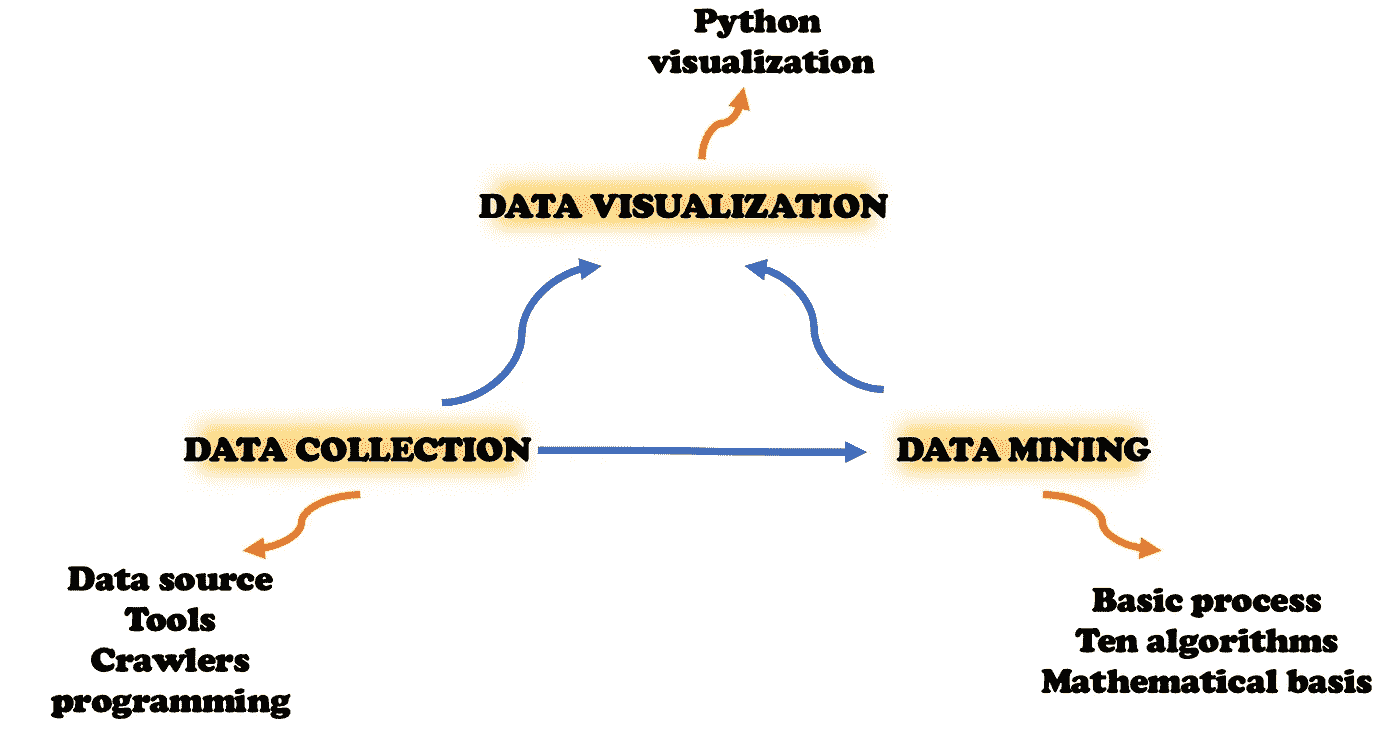 Python
visualization
DATA VISUALIZATION
DATA COLLECTION
DATA MINING
Data source
Tools
Crawlers
programming
Basic process
Ten algorithms
Mathematical basis